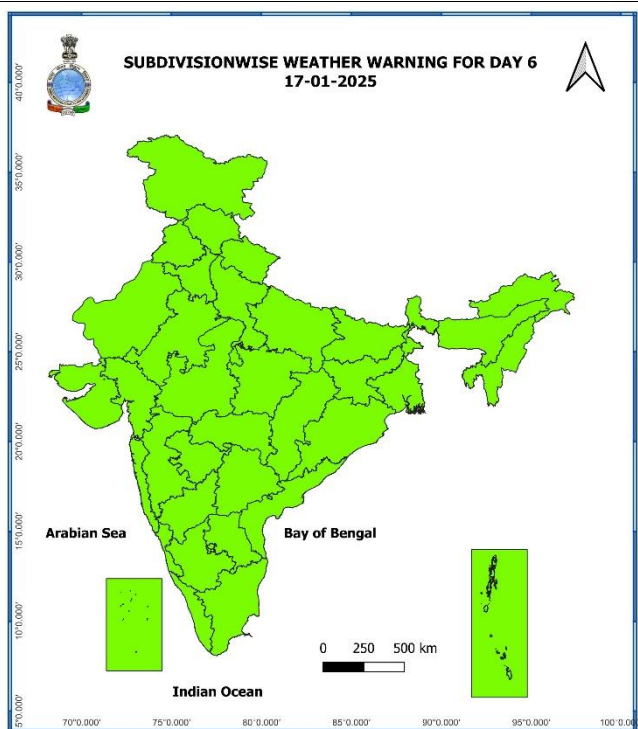 SUBDIVISIONWISE WEATHER WARNING FOR DAY 6
17-01-2025
40°0.000'
35°0.000'
30°0.000'
25°0.000'
20°0.000'
15°0.000'
10°0.000'
5°0.000'
Arabian Sea
Bay of Bengal
0 250 500 km
Indian Ocean
70°0.000' 75°0.000' 80°0.000' 85°0.000' 90°0.000' 95°0.000' 100°0.000'